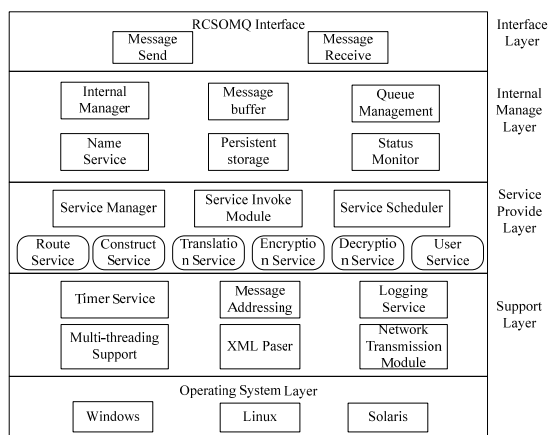 RCSOMQ Interface
Message
Send
Message
Receive
Interface
Layer
Internal
Manager
Message
buffer
Queue
Management
Name
Service
Persistent
storage
Status
Monitor
Internal
Manage
Layer
Service Manager
Service Invoke
Module
Service Scheduler
Route
Service
Construct
Service
Translatio
n Service
Encryptio
n Service
Decryptio
n Service
User
Service
Service
Provide
Layer
Timer Service
Message
Addressing
Logging
Service
Multi-threading
Support
XML Paser
Network
Transmission
Module
Support
Layer
Operating System Layer
Windows
Linux
Solaris